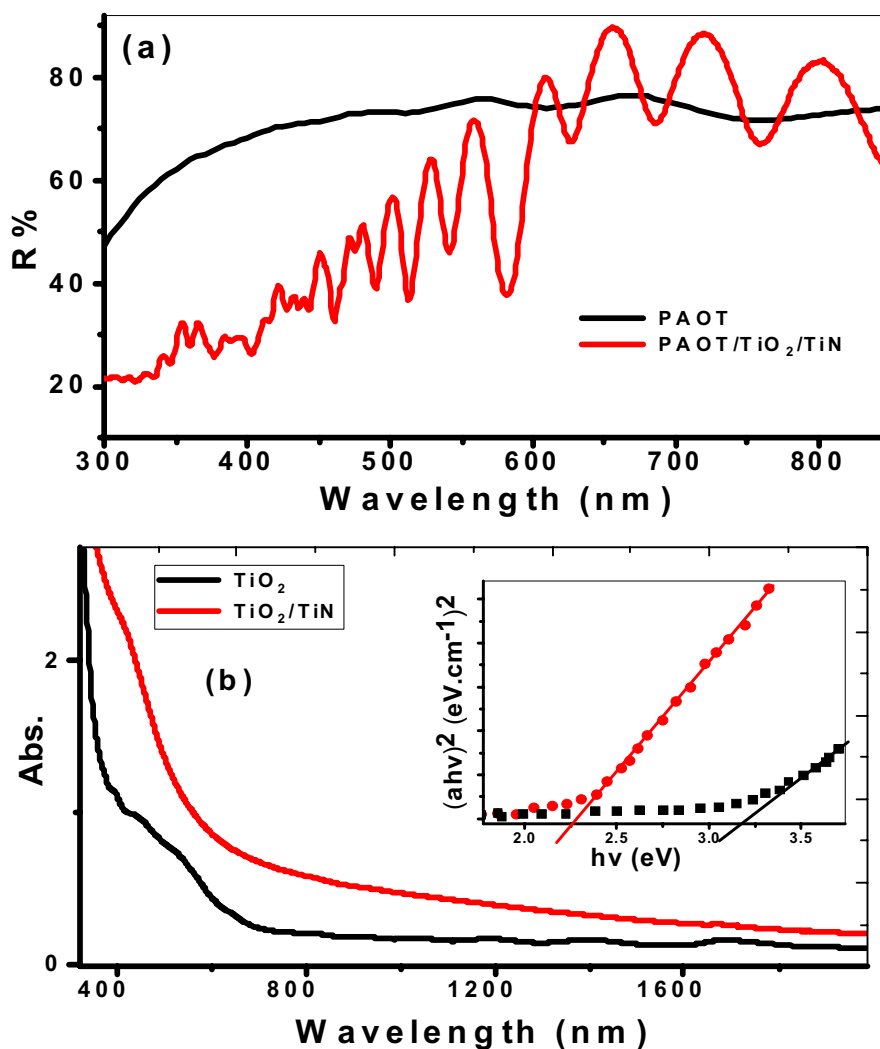 (a)
R %
80
60
40
20
PAOT
PAOT/TiO₂/TiN
300 400 500 600 700 800
Wavelength (nm)
TiO₂
TiO₂/TiN
(b)
Abs.
2
0
(ahν)² (eV.cm⁻¹)²
2.0 2.5 3.0 3.5
hν (eV)
400 800 1200 1600
Wavelength (nm)